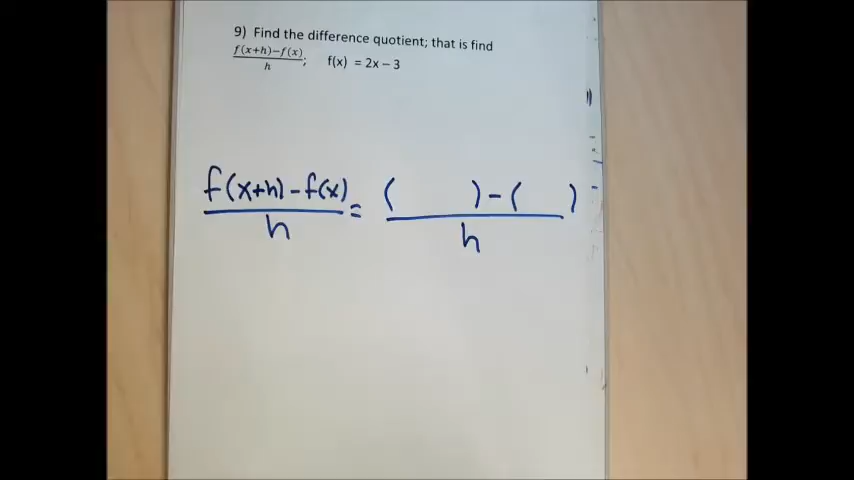 9) Find the difference quotient; that is find
f(x+h)−f(x)
h ; f(x) = 2x − 3
f(x+h) − f(x) = ( ) − ( )
h h